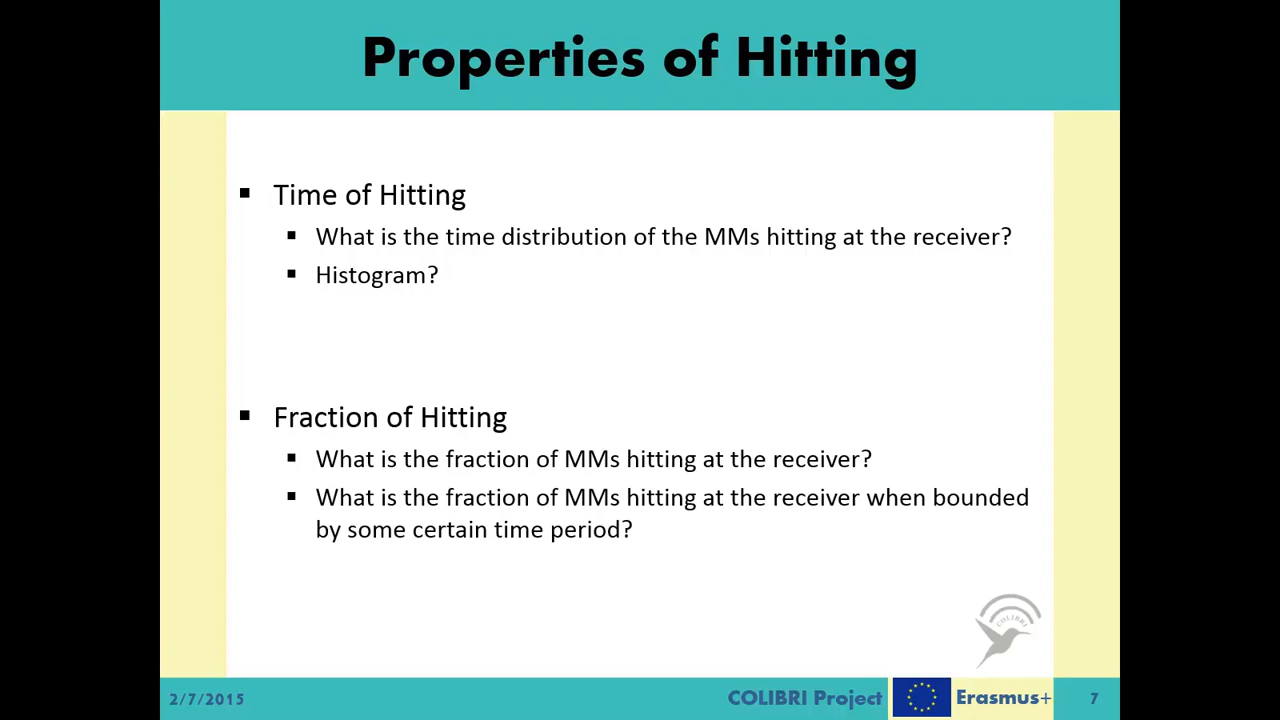 Properties of Hitting
▪ Time of Hitting
▪ What is the time distribution of the MMs hitting at the receiver?
▪ Histogram?
▪ Fraction of Hitting
▪ What is the fraction of MMs hitting at the receiver?
▪ What is the fraction of MMs hitting at the receiver when bounded
by some certain time period?
COLIBRI
2/7/2015
COLIBRI Project
Erasmus+
7